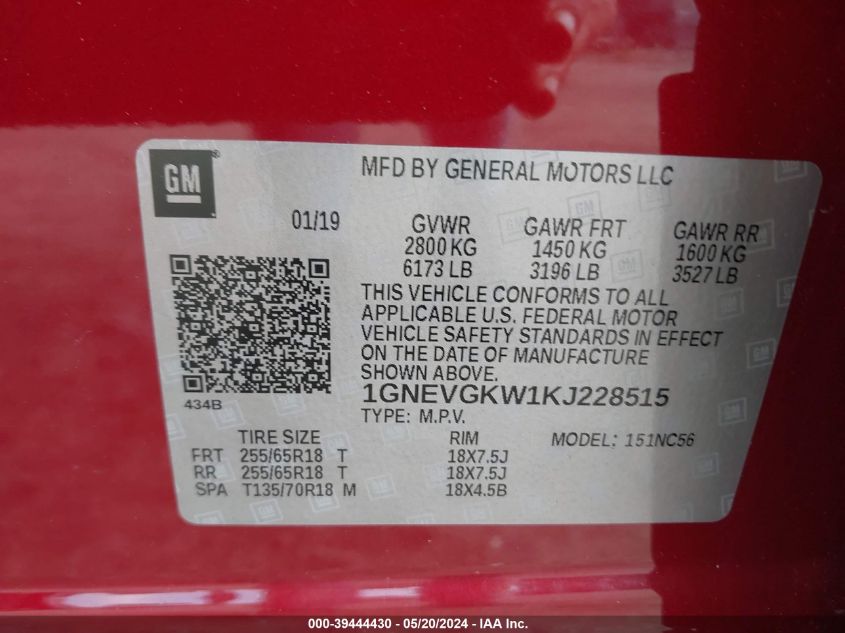 GM®
MFD BY GENERAL MOTORS LLC
01/19
GVWR GAWR FRT GAWR RR
2800 KG 1450 KG 1600 KG
6173 LB 3196 LB 3527 LB
THIS VEHICLE CONFORMS TO ALL
APPLICABLE U.S. FEDERAL MOTOR
VEHICLE SAFETY STANDARDS IN EFFECT
ON THE DATE OF MANUFACTURE
SHOWN ABOVE.
434B
1GNEVGKW1KJ228515
TYPE: M.P.V.
TIRE SIZE RIM MODEL: 151NC56
FRT 255/65R18 T 18X7.5J
RR 255/65R18 T 18X7.5J
SPA T135/70R18 M 18X4.5B
000-39444430 - 05/20/2024 - IAA Inc.